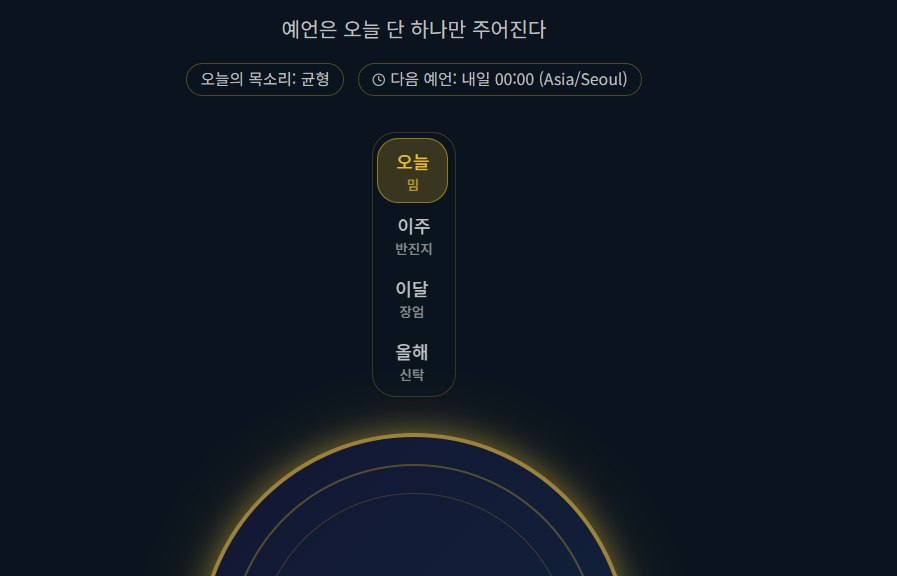 예언은 오늘 단 하나만 주어진다
오늘의 목소리: 균형
다음 예언: 내일 00:00 (Asia/Seoul)
오늘
밈
이주
반진지
이달
장엄
올해
신탁